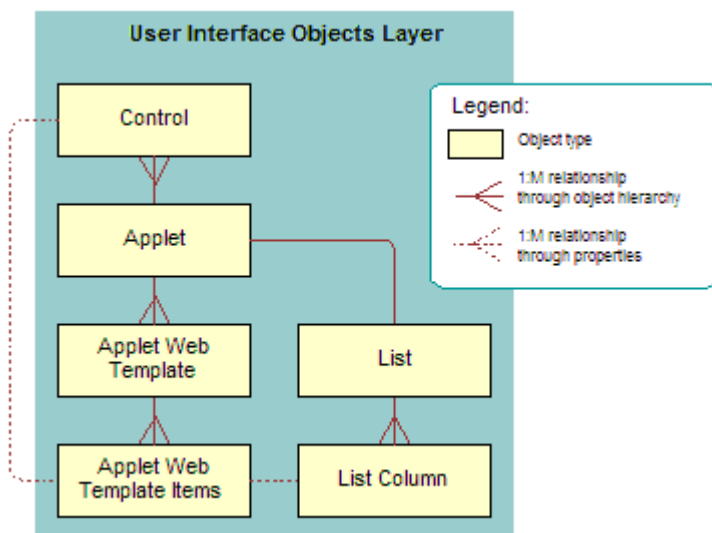 User Interface Objects Layer
Control
Applet
Applet Web
Template
List
Applet Web
Template Items
List Column
Legend:
Object type
1:M relationship
through object hierarchy
1:M relationship
through properties